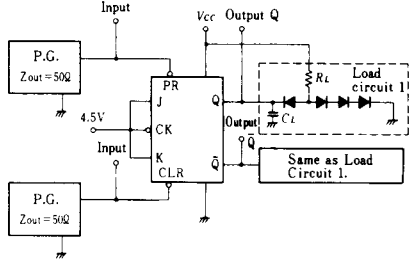 Input
Vcc
Output Q
P.G.
Zout = 50Ω
PR
RL
Load
circuit 1
J
Q
4.5V
CK
Output
CL
Input
K
Q̄
Q̄
CLR
Same as Load
Circuit 1.
P.G.
Zout = 50Ω